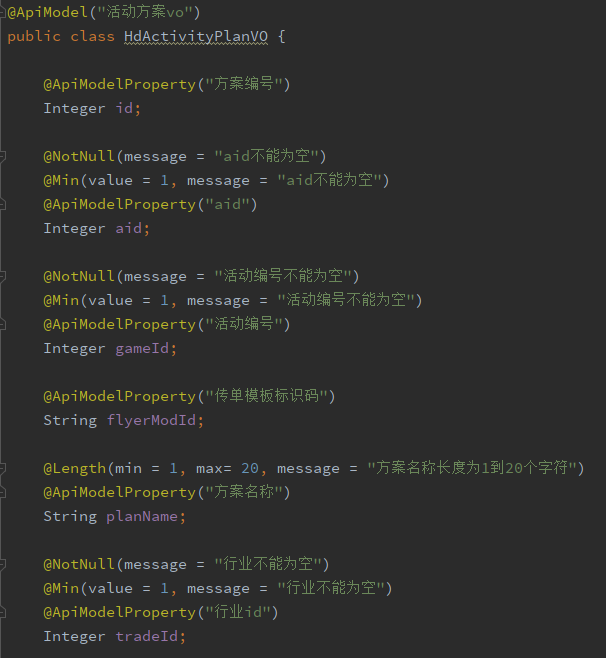 @ApiModel("活动方案vo")
public class HdActivityPlanVO {
@ApiModelProperty("方案编号")
Integer id;
@NotNull(message = "aid不能为空")
@Min(value = 1, message = "aid不能为空")
@ApiModelProperty("aid")
Integer aid;
@NotNull(message = "活动编号不能为空")
@Min(value = 1, message = "活动编号不能为空")
@ApiModelProperty("活动编号")
Integer gameId;
@ApiModelProperty("传单模板标识码")
String flyerModId;
@Length(min = 1, max= 20, message = "方案名称长度为1到20个字符")
@ApiModelProperty("方案名称")
String planName;
@NotNull(message = "行业不能为空")
@Min(value = 1, message = "行业不能为空")
@ApiModelProperty("行业id")
Integer tradeId;